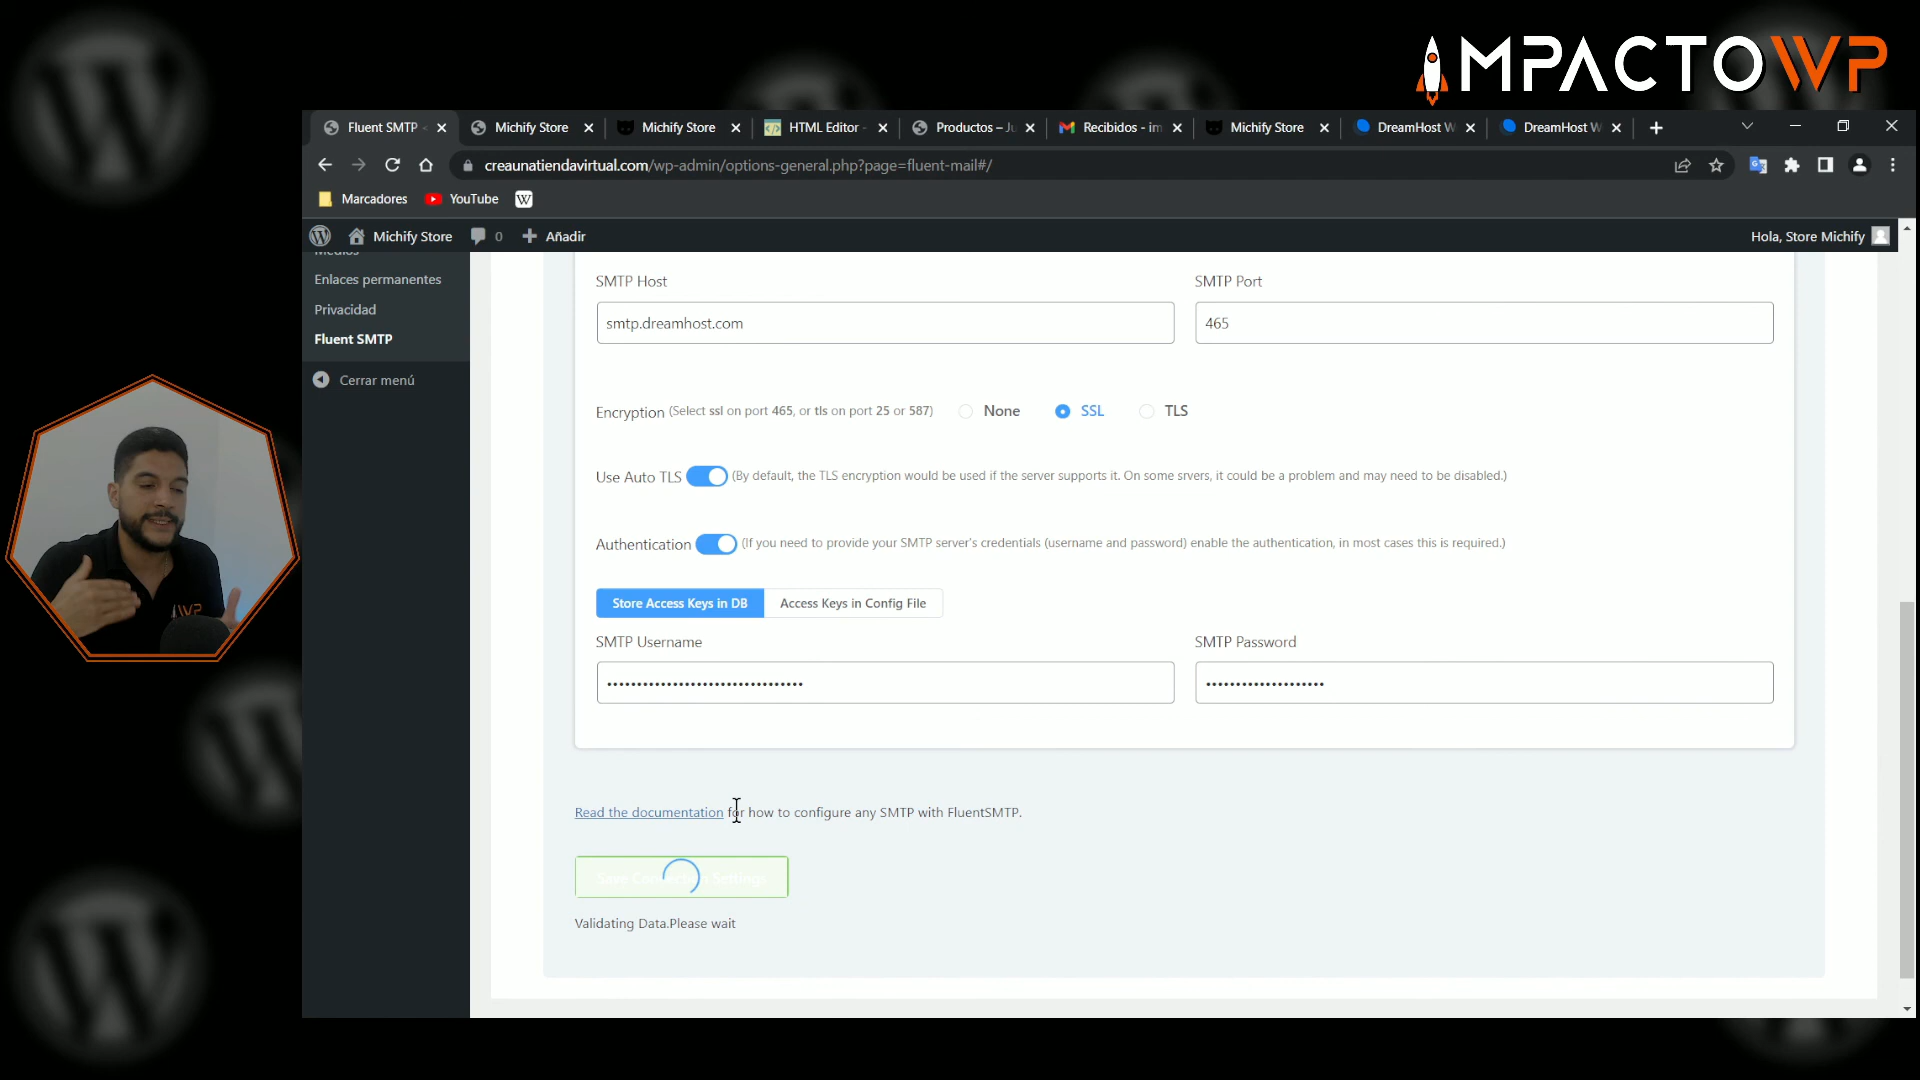 IMPACTOWP
Fluent SMTP
Michify Store
Michify Store
HTML Editor
Productos – Ju
Recibidos - im
Michify Store
DreamHost W
DreamHost W
creaunatiendavirtual.com/wp-admin/options-general.php?page=fluent-mail#/
Marcadores
YouTube
Michify Store
0
Añadir
Hola, Store Michify
Medios
Enlaces permanentes
Privacidad
Fluent SMTP
Cerrar menú
SMTP Host
SMTP Port
smtp.dreamhost.com
465
Encryption (Select ssl on port 465, or tls on port 25 or 587)
None
SSL
TLS
Use Auto TLS
(By default, the TLS encryption would be used if the server supports it. On some srvers, it could be a problem and may need to be disabled.)
Authentication
(If you need to provide your SMTP server's credentials (username and password) enable the authentication, in most cases this is required.)
Store Access Keys in DB
Access Keys in Config File
SMTP Username
SMTP Password
Read the documentation for how to configure any SMTP with FluentSMTP.
Validating Data.Please wait
WP